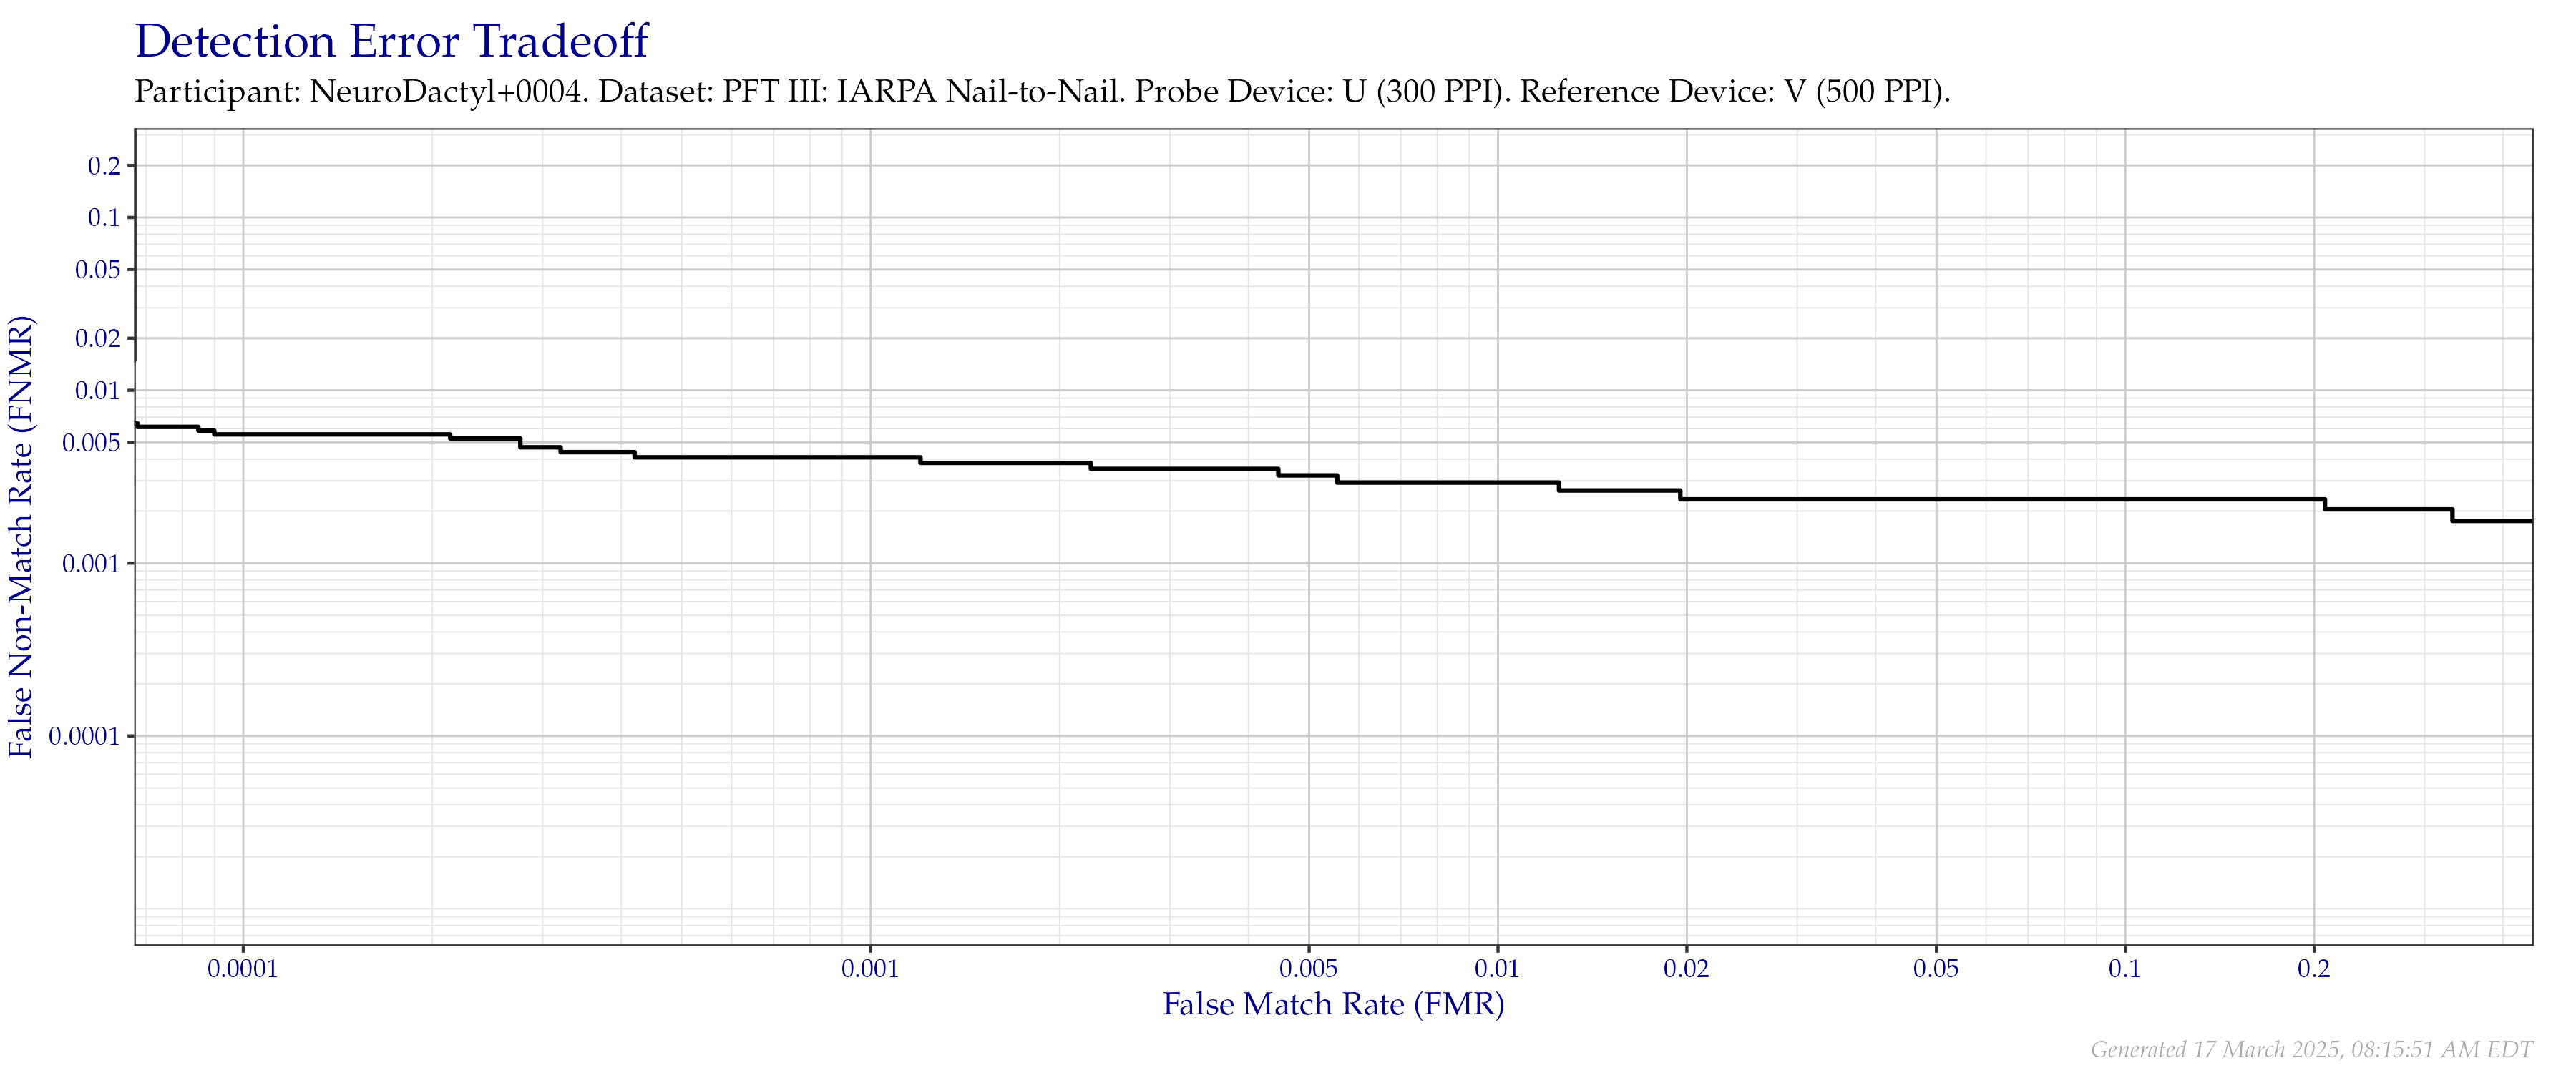 Detection Error Tradeoff
Participant: NeuroDactyl+0004. Dataset: PFT III: IARPA Nail-to-Nail. Probe Device: U (300 PPI). Reference Device: V (500 PPI).
False Non-Match Rate (FNMR)
0.2
0.1
0.05
0.02
0.01
0.005
0.001
0.0001
0.0001 0.001 0.005 0.01 0.02 0.05 0.1 0.2
False Match Rate (FMR)
Generated 17 March 2025, 08:15:51 AM EDT